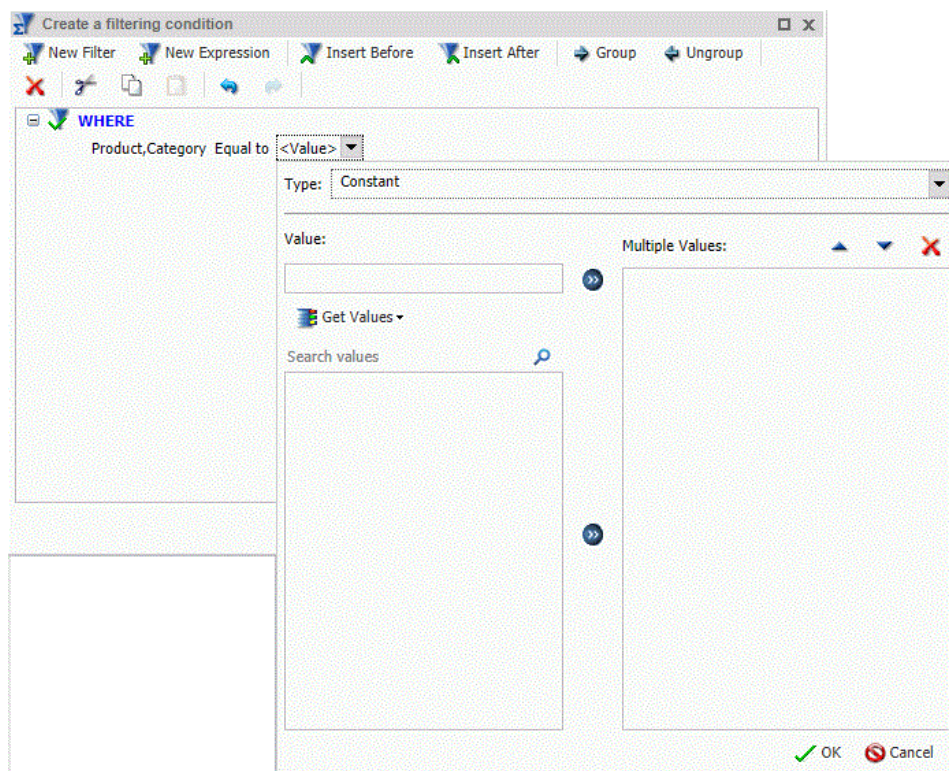 Create a filtering condition
New Filter New Expression Insert Before Insert After Group Ungroup
WHERE
Product,Category Equal to <Value>
Type: Constant
Value:
Multiple Values:
Get Values
Search values
OK Cancel